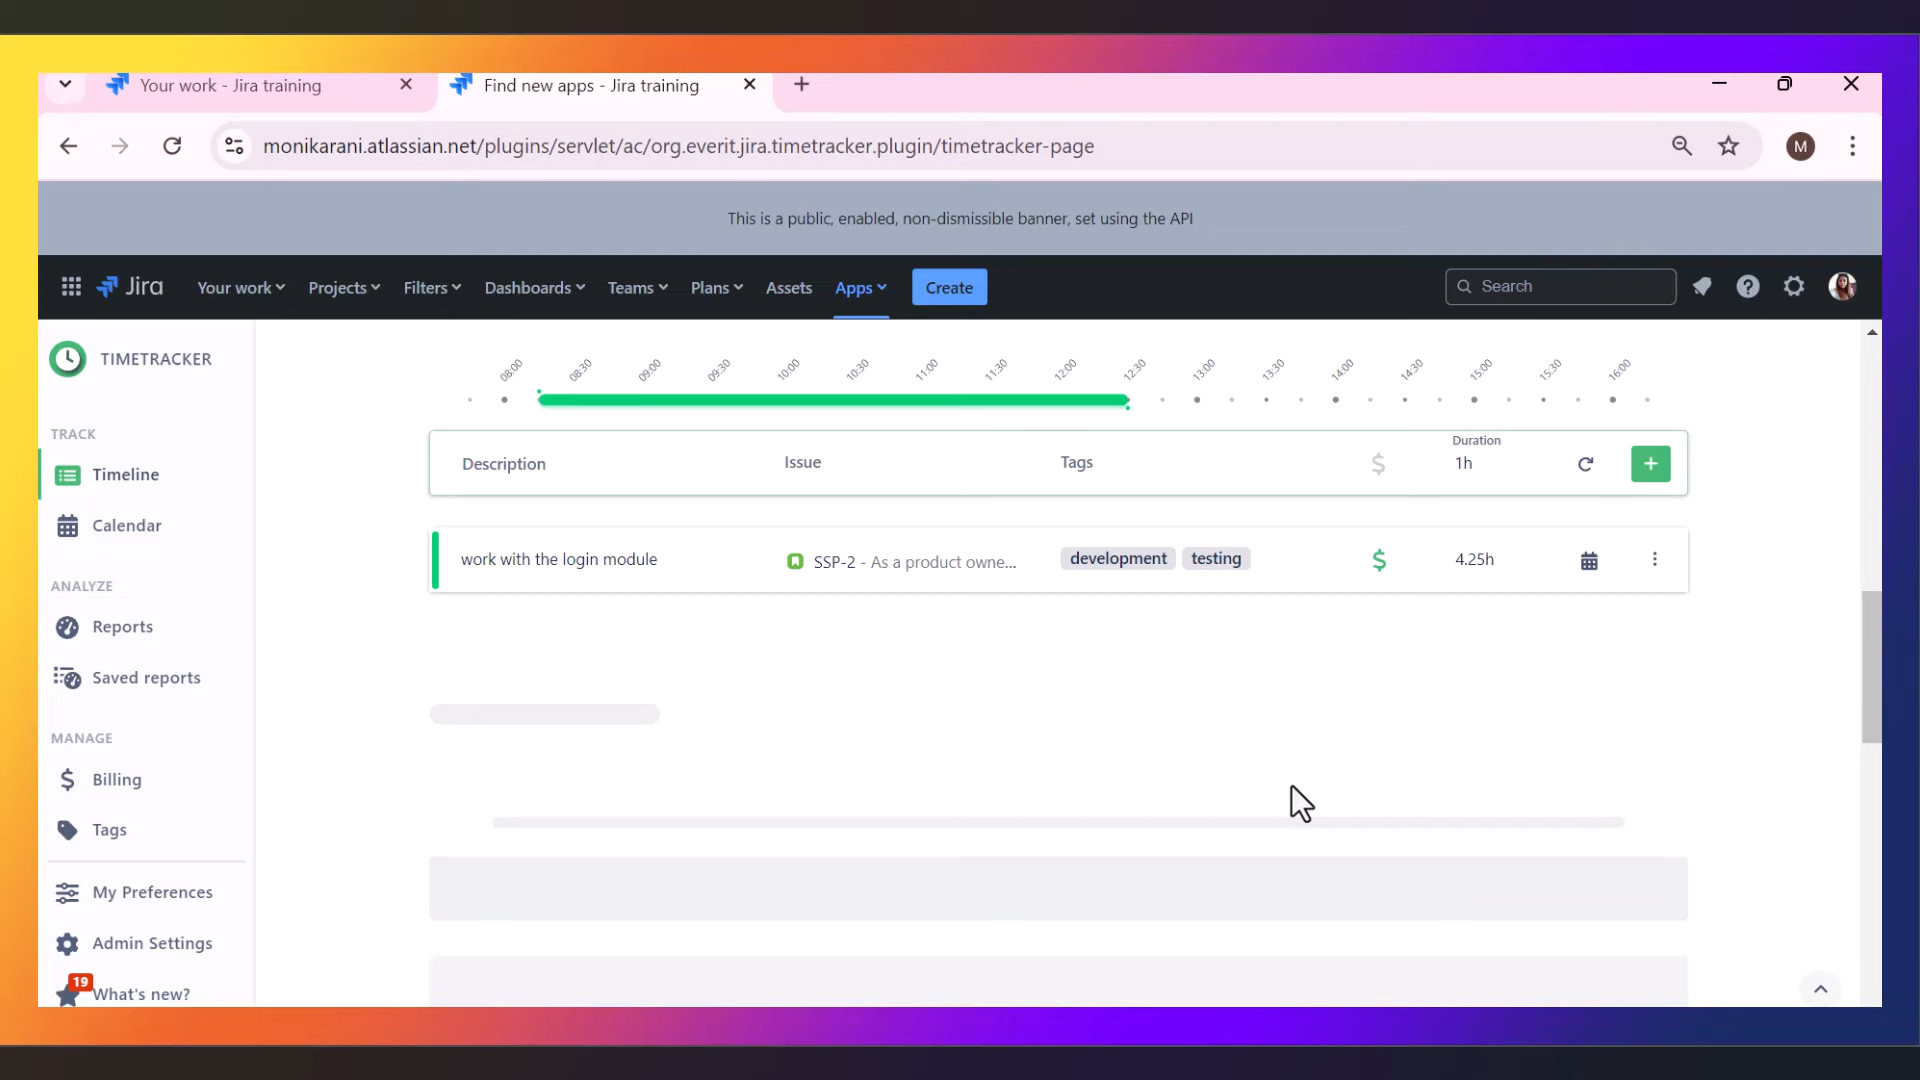 Your work - Jira training
Find new apps - Jira training
monikarani.atlassian.net/plugins/servlet/ac/org.everit.jira.timetracker.plugin/timetracker-page
M
This is a public, enabled, non-dismissible banner, set using the API
Jira
Your work
Projects
Filters
Dashboards
Teams
Plans
Assets
Apps
Create
Search
TIMETRACKER
TRACK
Timeline
Calendar
ANALYZE
Reports
Saved reports
MANAGE
Billing
Tags
My Preferences
Admin Settings
19
What's new?
08:00 08:30 09:00 09:30 10:00 10:30 11:00 11:30 12:00 12:30 13:00 13:30 14:00 14:30 15:00 15:30 16:00
Description
Issue
Tags
$
Duration
1h
+
work with the login module
SSP-2 - As a product owne...
development
testing
$
4.25h